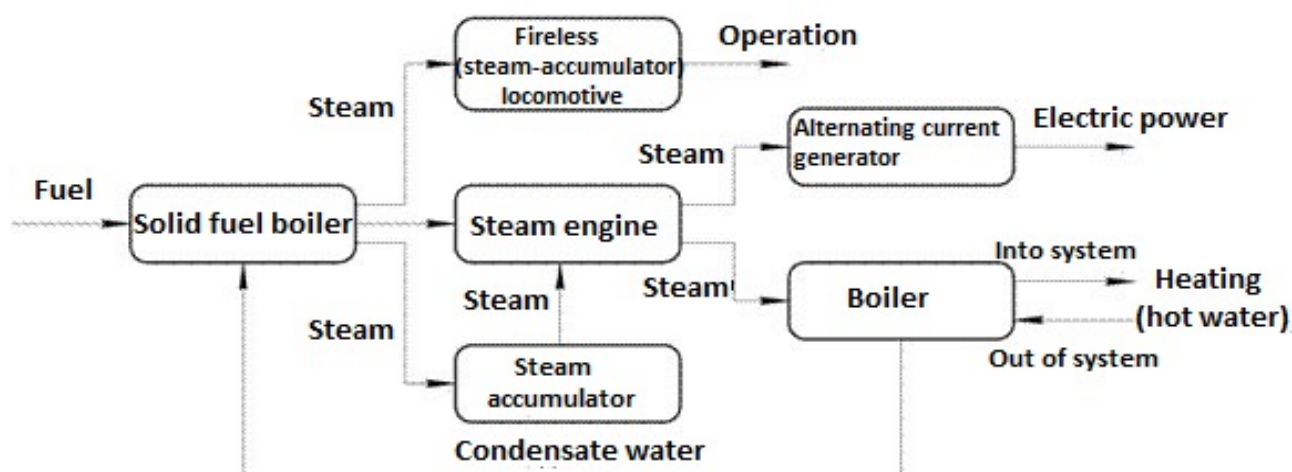 Fireless
(steam-accumulator)
locomotive
Operation
Steam
Alternating current
generator
Electric power
Steam
Fuel
Solid fuel boiler
Steam engine
Into system
Steam
Boiler
Heating
(hot water)
Steam
Steam
Out of system
Steam
accumulator
Condensate water